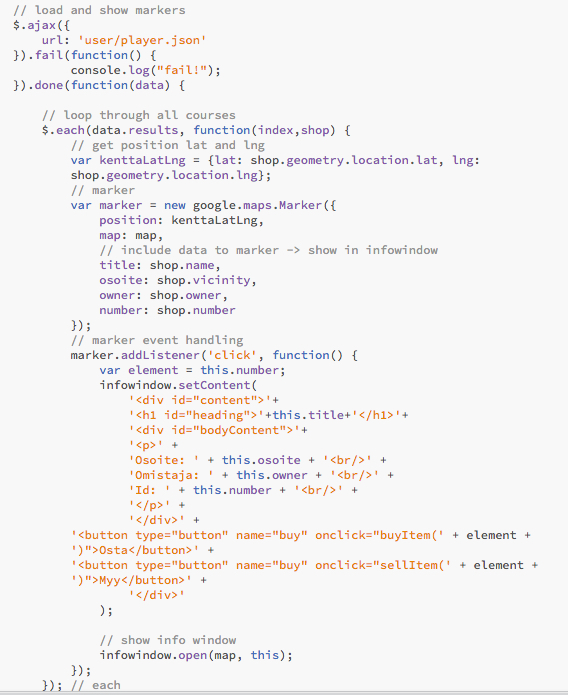 // load and show markers
$.ajax({
    url: 'user/player.json'
}).fail(function() {
        console.log("fail!");
}).done(function(data) {

    // loop through all courses
    $.each(data.results, function(index,shop) {
        // get position lat and lng
        var kenttaLatLng = {lat: shop.geometry.location.lat, lng:
        shop.geometry.location.lng};
        // marker
        var marker = new google.maps.Marker({
            position: kenttaLatLng,
            map: map,
            // include data to marker -> show in infowindow
            title: shop.name,
            osoite: shop.vicinity,
            owner: shop.owner,
            number: shop.number
        });
        // marker event handling
        marker.addListener('click', function() {
            var element = this.number;
            infowindow.setContent(
                '<div id="content">'+
                '<h1 id="heading">'+this.title+'</h1>'+
                '<div id="bodyContent">'+
                '<p>' +
                'Osoite: ' + this.osoite + '<br/>' +
                'Omistaja: ' + this.owner + '<br/>' +
                'Id: ' + this.number + '<br/>' +
                '</p>' +
                '</div>' +
        '<button type="button" name="buy" onclick="buyItem(' + element +
        ')">Osta</button>' +
        '<button type="button" name="buy" onclick="sellItem(' + element +
        ')">Myy</button>' +
                '</div>'
            );

            // show info window
            infowindow.open(map, this);
        });
    }); // each